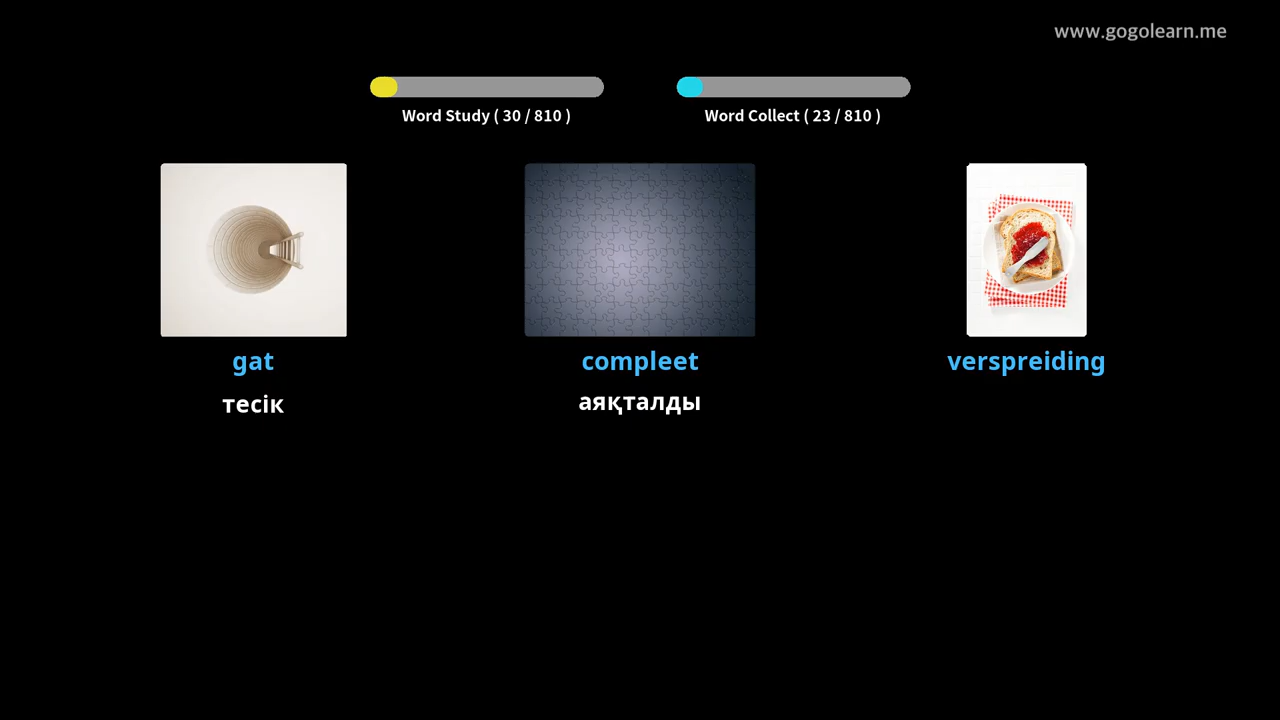 www.gogolearn.me
Word Study ( 30 / 810 )
Word Collect ( 23 / 810 )
gat
compleet
verspreiding
тесік
аяқталды